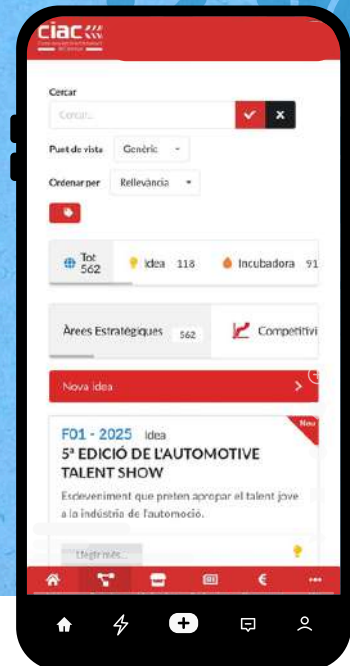 ciac
Cercar
Cercar...
Punt de vista Genèric
Ordenar per Rellevància
Tot 562 Idea 118 Incubadora 91
Àrees Estratègiques 562 Competitivi
Nova idea
Nou
F01 - 2025 Idea
5ª EDICIÓ DE L'AUTOMOTIVE
TALENT SHOW
Esdeveniment que preten apropar el talent jove
a la indústria de l'automoció.
Llegir més...